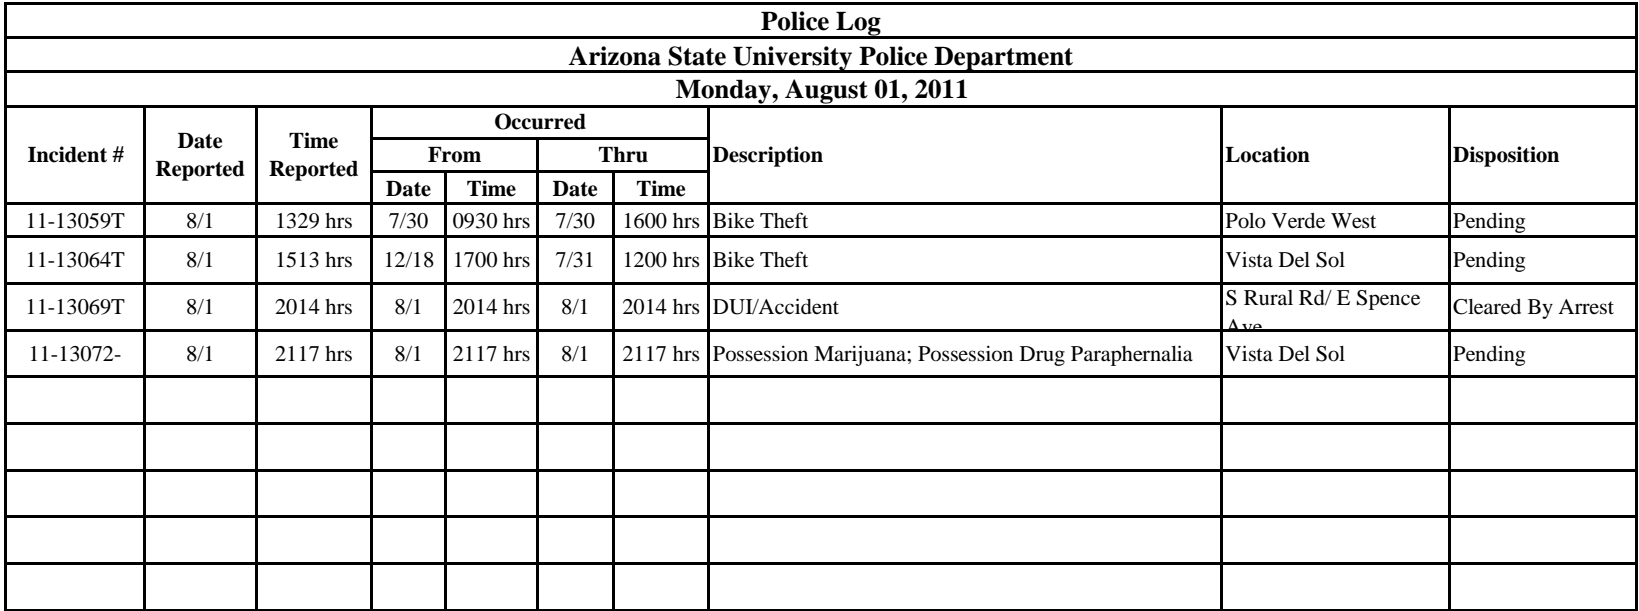 Police Log
Arizona State University Police Department
Monday, August 01, 2011
Incident # Date Reported Time Reported Occurred Description Location Disposition
From Thru
Date Time Date Time
11-13059T 8/1 1329 hrs 7/30 0930 hrs 7/30 1600 hrs Bike Theft Polo Verde West Pending
11-13064T 8/1 1513 hrs 12/18 1700 hrs 7/31 1200 hrs Bike Theft Vista Del Sol Pending
11-13069T 8/1 2014 hrs 8/1 2014 hrs 8/1 2014 hrs DUI/Accident S Rural Rd/ E Spence Ave Cleared By Arrest
11-13072- 8/1 2117 hrs 8/1 2117 hrs 8/1 2117 hrs Possession Marijuana; Possession Drug Paraphernalia Vista Del Sol Pending